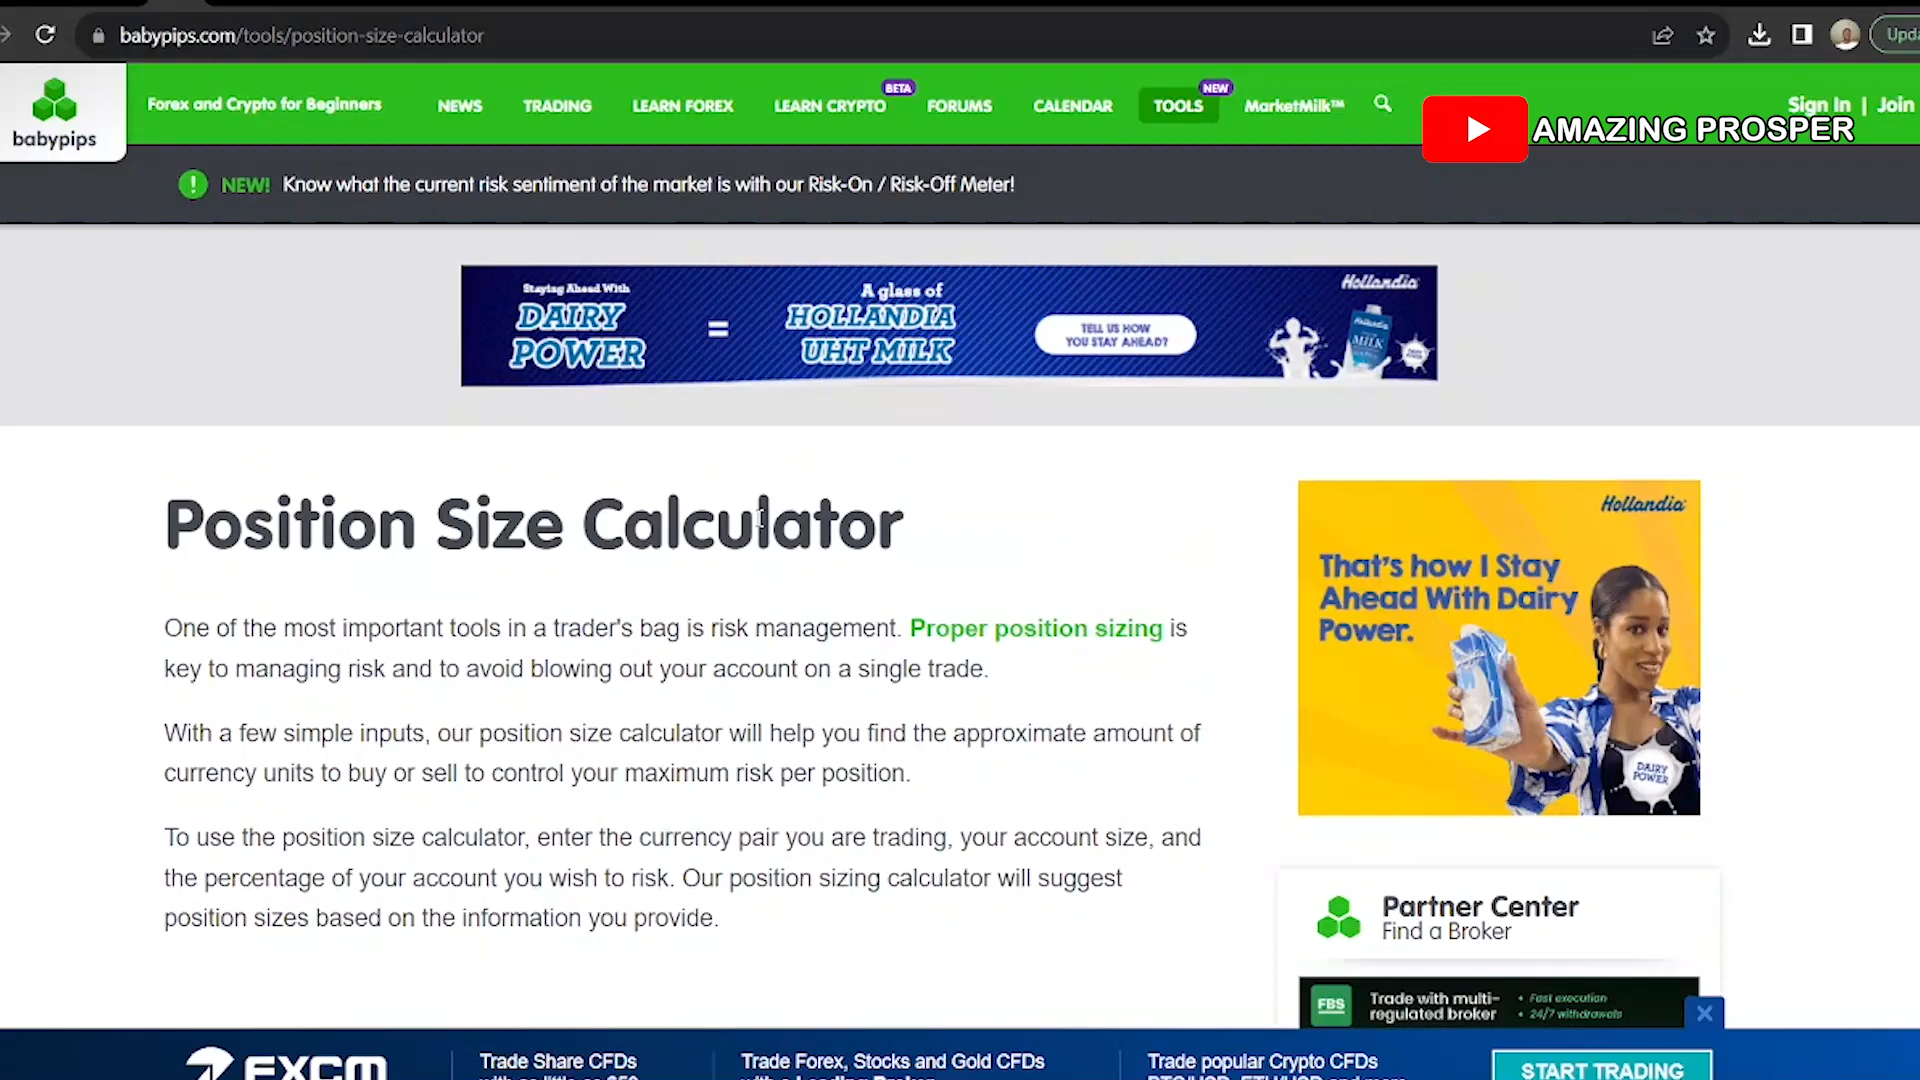 babypips.com/tools/position-size-calculator
babypips
Forex and Crypto for Beginners
NEWS
TRADING
LEARN FOREX
LEARN CRYPTO
BETA
FORUMS
CALENDAR
TOOLS
NEW
MarketMilk™
Sign In | Join
AMAZING PROSPER
NEW! Know what the current risk sentiment of the market is with our Risk-On / Risk-Off Meter!
Staying Ahead With
DAIRY
POWER
=
A glass of
HOLLANDIA
UHT MILK
TELL US HOW
YOU STAY AHEAD?
Hollandia
Position Size Calculator
One of the most important tools in a trader's bag is risk management. Proper position sizing is
key to managing risk and to avoid blowing out your account on a single trade.
With a few simple inputs, our position size calculator will help you find the approximate amount of
currency units to buy or sell to control your maximum risk per position.
To use the position size calculator, enter the currency pair you are trading, your account size, and
the percentage of your account you wish to risk. Our position sizing calculator will suggest
position sizes based on the information you provide.
Hollandia
That's how I Stay
Ahead With Dairy
Power.
DAIRY
POWER
Partner Center
Find a Broker
FBS
Trade with multi-
regulated broker
• Fast execution
• 24/7 withdrawals
FXCM
Trade Share CFDs
Trade Forex, Stocks and Gold CFDs
Trade popular Crypto CFDs
START TRADING